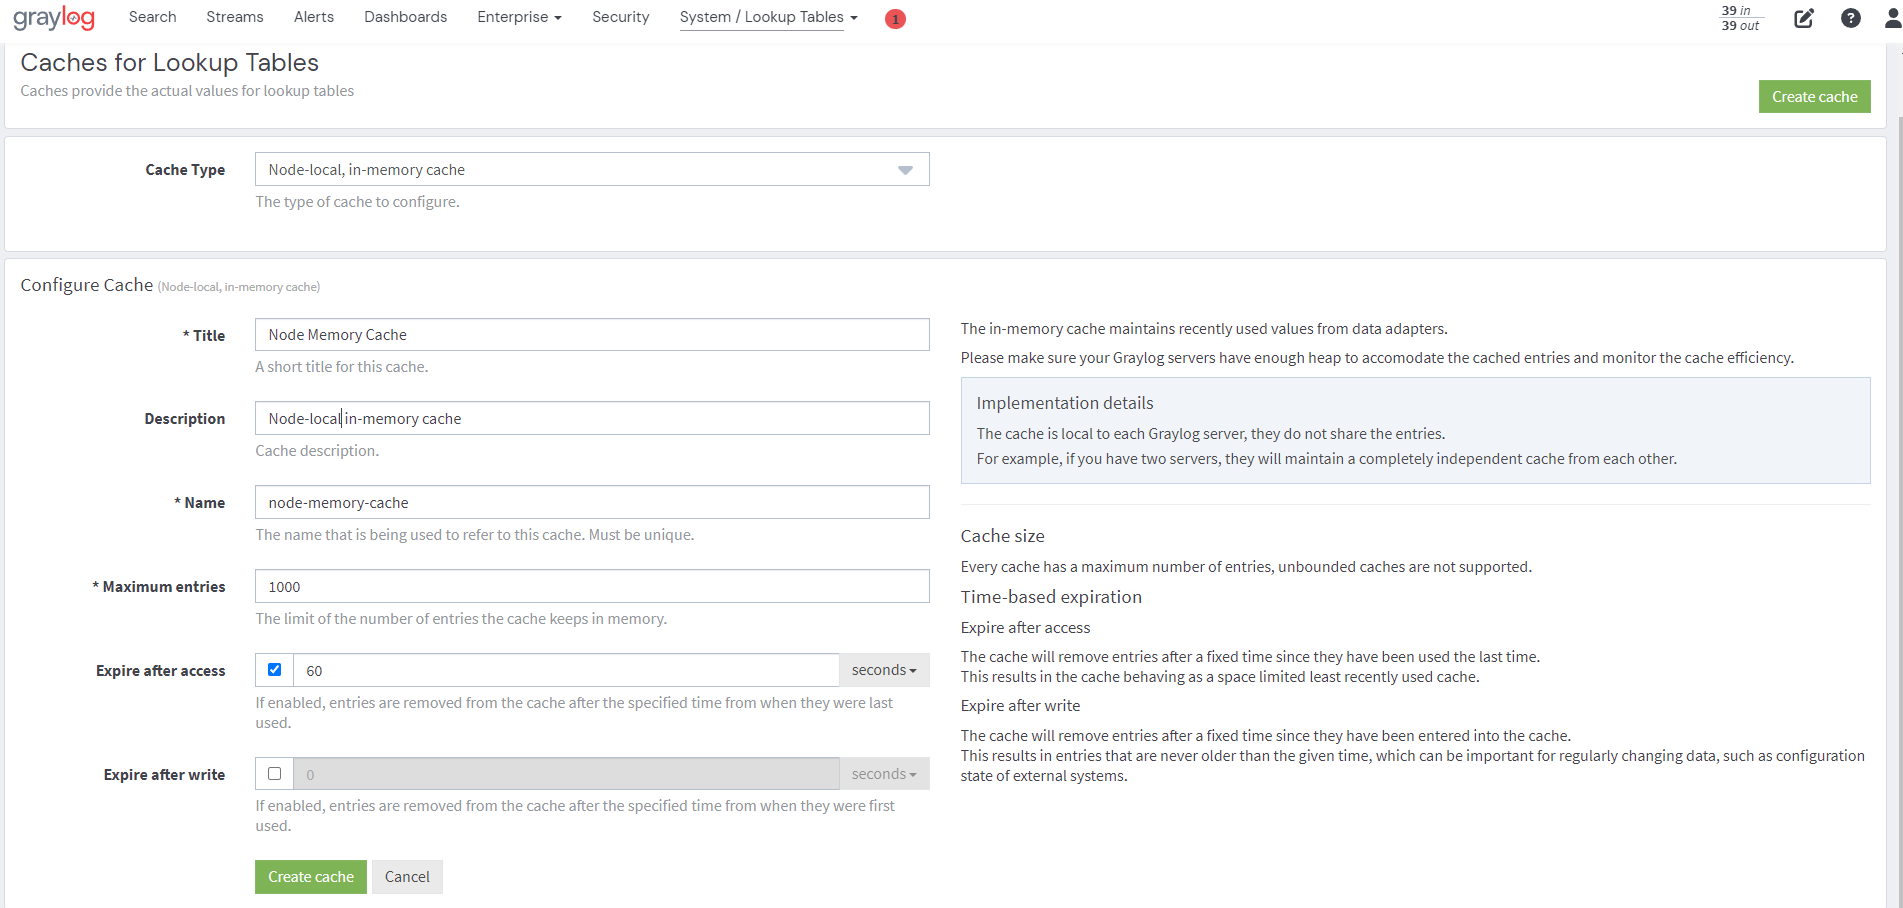 graylog Search Streams Alerts Dashboards Enterprise Security System / Lookup Tables 1 39 in
39 out
Caches for Lookup Tables
Caches provide the actual values for lookup tables
Create cache
Cache Type Node-local, in-memory cache
The type of cache to configure.
Configure Cache (Node-local, in-memory cache)
* Title Node Memory Cache
A short title for this cache.
Description Node-local in-memory cache
Cache description.
* Name node-memory-cache
The name that is being used to refer to this cache. Must be unique.
* Maximum entries 1000
The limit of the number of entries the cache keeps in memory.
Expire after access 60 seconds
If enabled, entries are removed from the cache after the specified time from when they were last
used.
Expire after write 0 seconds
If enabled, entries are removed from the cache after the specified time from when they were first
used.
Create cache Cancel
The in-memory cache maintains recently used values from data adapters.
Please make sure your Graylog servers have enough heap to accomodate the cached entries and monitor the cache efficiency.
Implementation details
The cache is local to each Graylog server, they do not share the entries.
For example, if you have two servers, they will maintain a completely independent cache from each other.
Cache size
Every cache has a maximum number of entries, unbounded caches are not supported.
Time-based expiration
Expire after access
The cache will remove entries after a fixed time since they have been used the last time.
This results in the cache behaving as a space limited least recently used cache.
Expire after write
The cache will remove entries after a fixed time since they have been entered into the cache.
This results in entries that are never older than the given time, which can be important for regularly changing data, such as configuration
state of external systems.